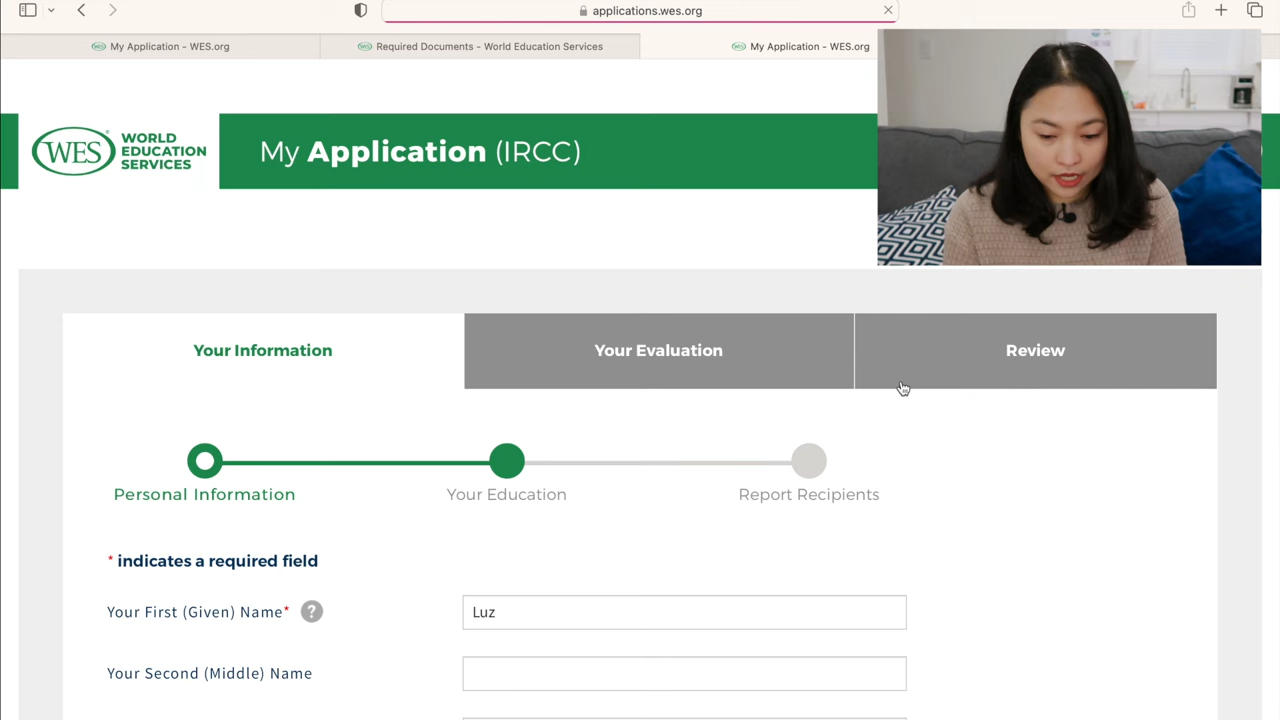 applications.wes.org
My Application - WES.org
Required Documents - World Education Services
My Application - WES.org
WES
WORLD
EDUCATION
SERVICES
My Application (IRCC)
Your Information
Your Evaluation
Review
Personal Information
Your Education
Report Recipients
* indicates a required field
Your First (Given) Name* ?
Luz
Your Second (Middle) Name